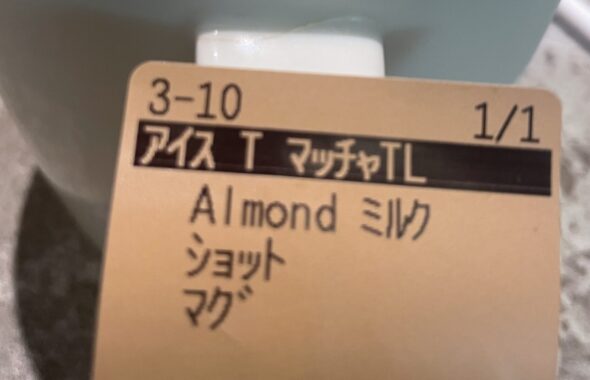 3-10
1/1
アイス T マッチャTL
Almond ミルク
ショット
マグ